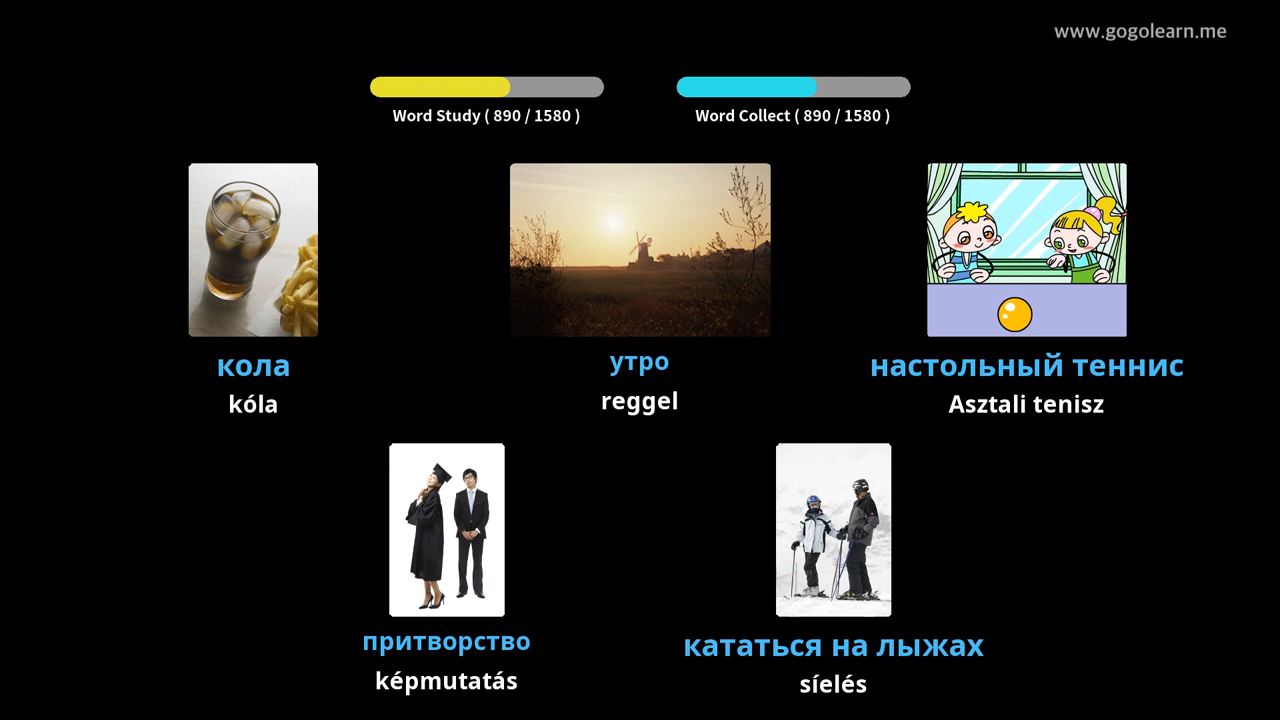 www.gogolearn.me
Word Study ( 890 / 1580 )
Word Collect ( 890 / 1580 )
кола
kóla
утро
reggel
настольный теннис
Asztali tenisz
притворство
képmutatás
кататься на лыжах
síelés